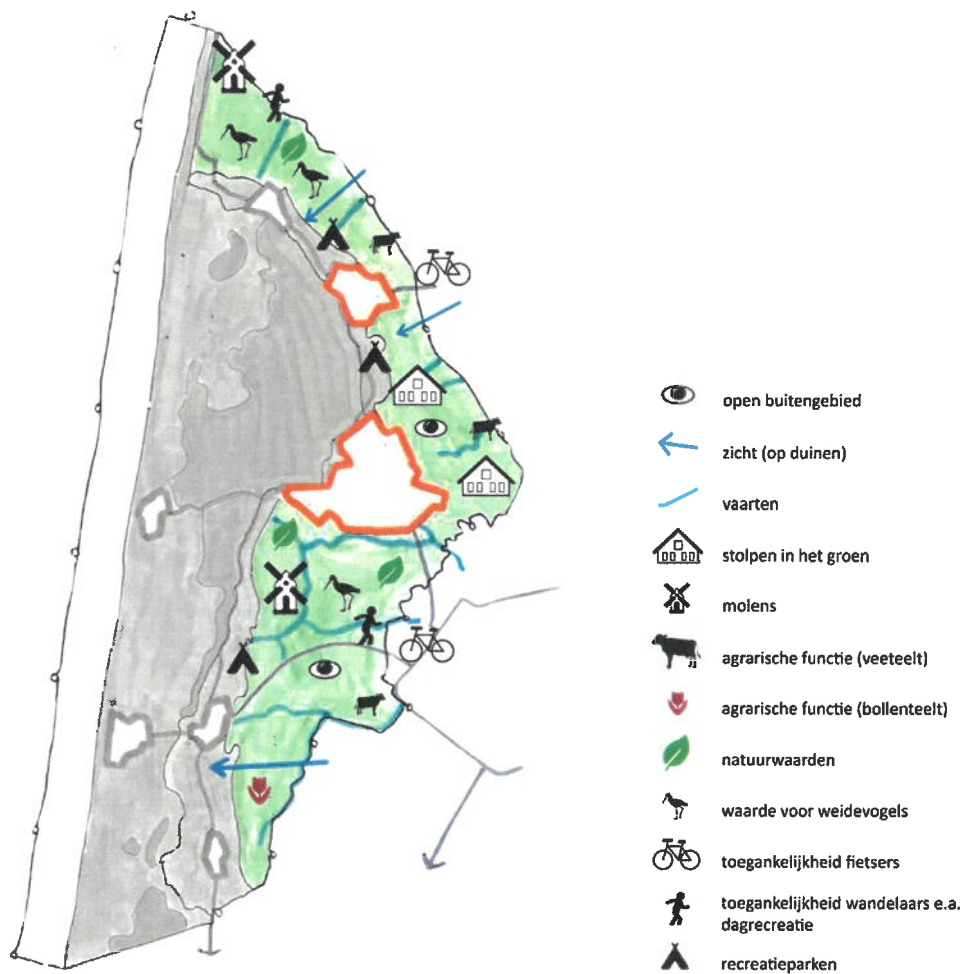 open buitengebied
zicht (op duinen)
vaarten
stolpen in het groen
molens
agrarische functie (veeteelt)
agrarische functie (bollenteelt)
natuurwaarden
waarde voor weidevogels
toegankelijkheid fietsers
toegankelijkheid wandelaars e.a.
dagrecreatie
recreatieparken